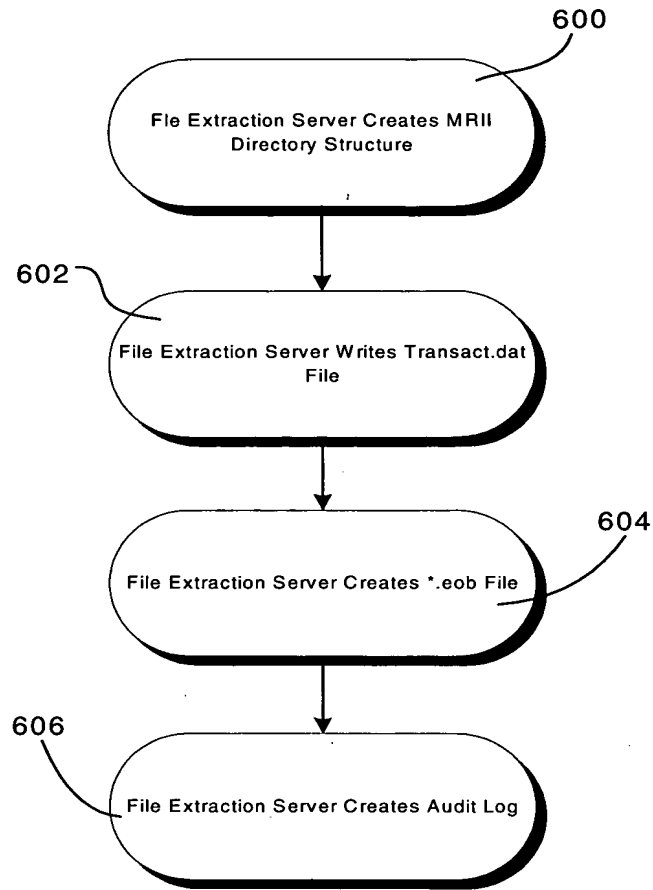 600
Fle Extraction Server Creates MRII
Directory Structure
602
File Extraction Server Writes Transact.dat
File
604
File Extraction Server Creates *.eob File
606
File Extraction Server Creates Audit Log